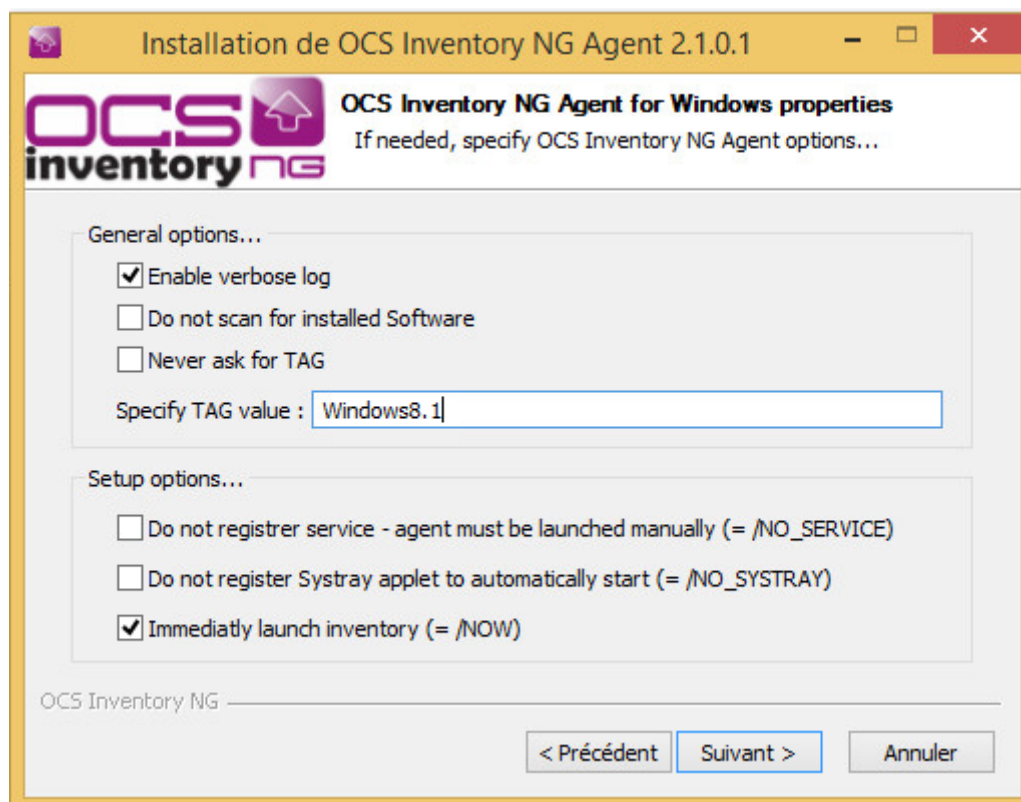 Installation de OCS Inventory NG Agent 2.1.0.1
OCS
inventory NG
OCS Inventory NG Agent for Windows properties
If needed, specify OCS Inventory NG Agent options...
General options...
Enable verbose log
Do not scan for installed Software
Never ask for TAG
Specify TAG value : Windows8.1
Setup options...
Do not registrer service - agent must be launched manually (= /NO_SERVICE)
Do not register Systray applet to automatically start (= /NO_SYSTRAY)
Immediatly launch inventory (= /NOW)
OCS Inventory NG
< Précédent Suivant > Annuler